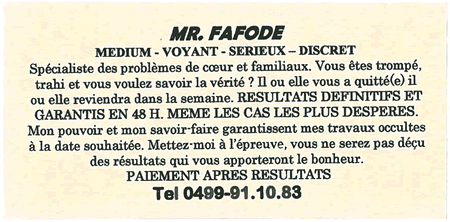 MR. FAFODE
MEDIUM - VOYANT - SERIEUX – DISCRET
Spécialiste des problèmes de cœur et familiaux. Vous êtes trompé,
trahi et vous voulez savoir la vérité ? Il ou elle vous a quitté(e) il
ou elle reviendra dans la semaine. RESULTATS DEFINITIFS ET
GARANTIS EN 48 H. MEME LES CAS LES PLUS DESPERES.
Mon pouvoir et mon savoir-faire garantissent mes travaux occultes
à la date souhaitée. Mettez-moi à l'épreuve, vous ne serez pas déçu
des résultats qui vous apporteront le bonheur.
PAIEMENT APRES RESULTATS
Tel 0499-91.10.83